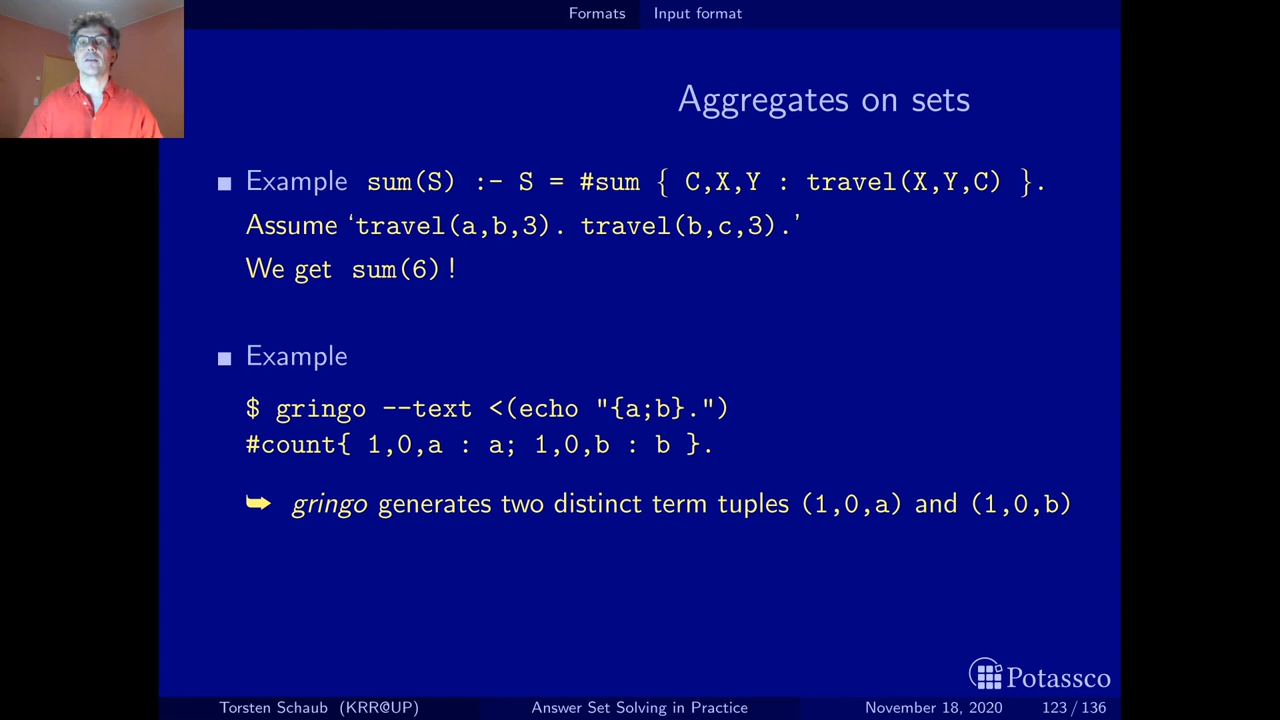 Formats Input format
Aggregates on sets
Example sum(S) :- S = #sum { C,X,Y : travel(X,Y,C) }.
Assume ‘travel(a,b,3). travel(b,c,3).’
We get sum(6)!
Example
$ gringo --text <(echo "{a;b}.")
#count{ 1,0,a : a; 1,0,b : b }.
➥ gringo generates two distinct term tuples (1,0,a) and (1,0,b)
Potassco
Torsten Schaub (KRR@UP) Answer Set Solving in Practice November 18, 2020 123 / 136